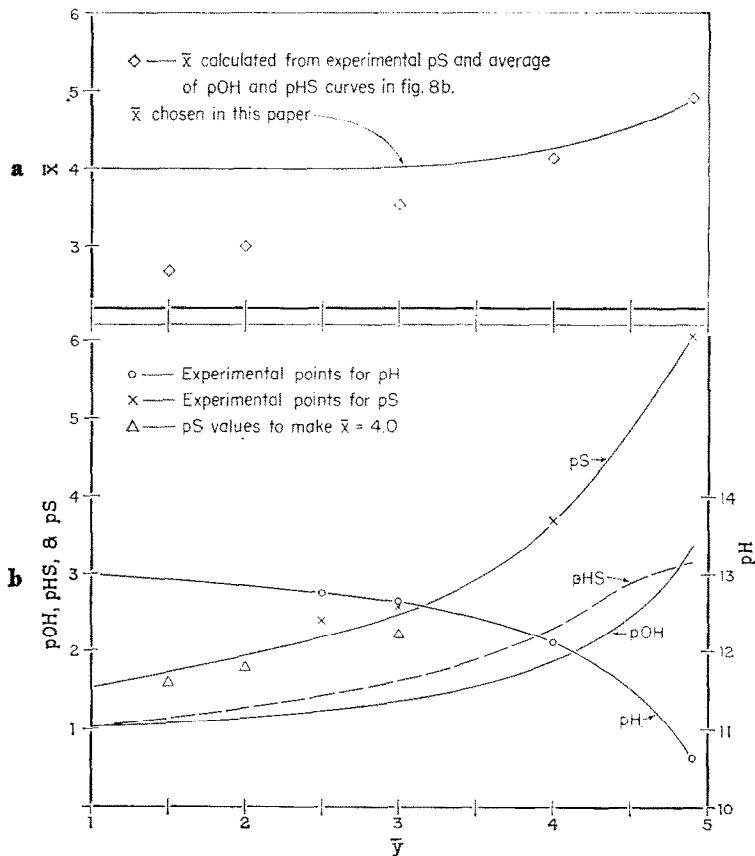 6
5
4
3
a
x̄
◇ — x̄ calculated from experimental pS and average
of pOH and pHS curves in fig. 8b.
x̄ chosen in this paper
b
pOH, pHS, & pS
6
5
4
3
2
1
○ — Experimental points for pH
× — Experimental points for pS
△ — pS values to make x̄ = 4.0
pS
pHS
pOH
pH
14
13
12
11
10
pH
1
2
3
4
5
ȳ